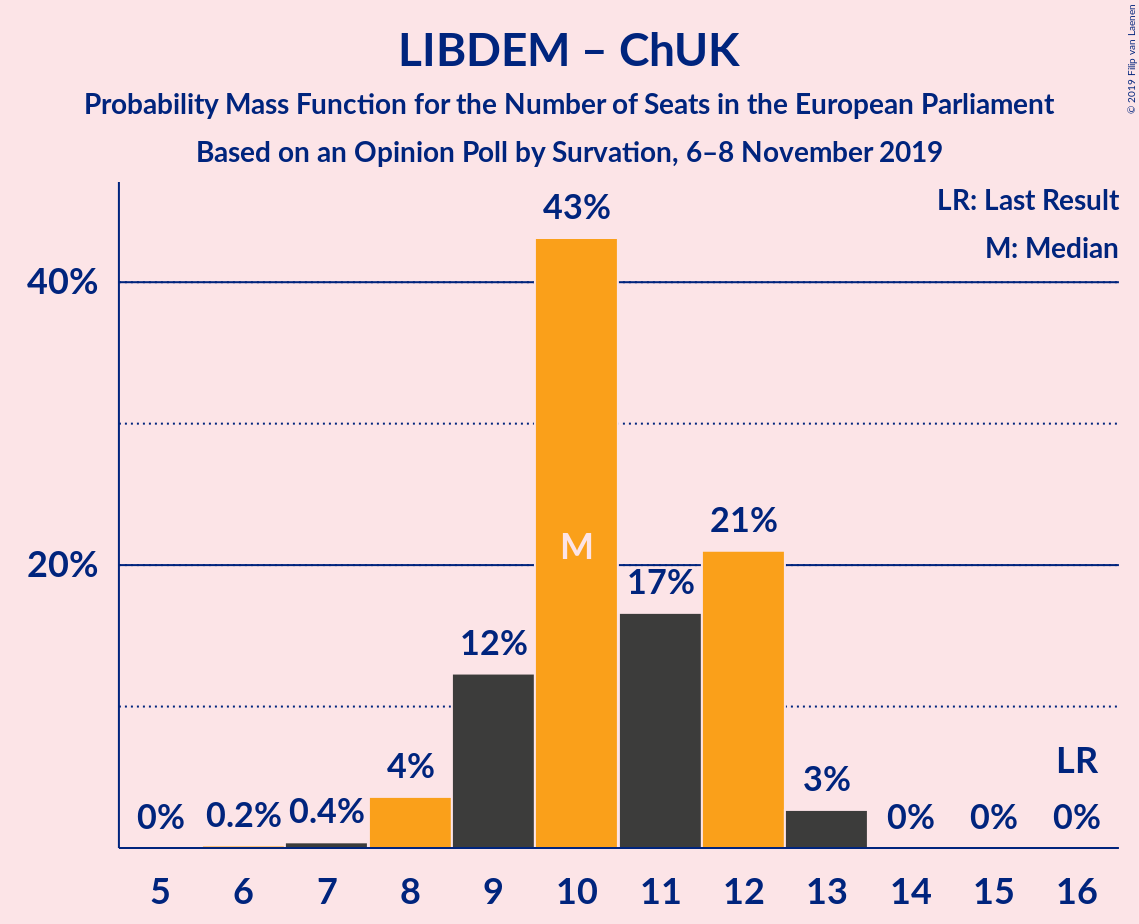 LIBDEM – ChUK
Probability Mass Function for the Number of Seats in the European Parliament
Based on an Opinion Poll by Survation, 6–8 November 2019
© 2019 Filip van Laenen
LR: Last Result
M: Median
43%
40%
21%
M
20%
17%
12%
LR
4%
3%
0% 0.2% 0.4% 0% 0% 0%
5 6 7 8 9 10 11 12 13 14 15 16